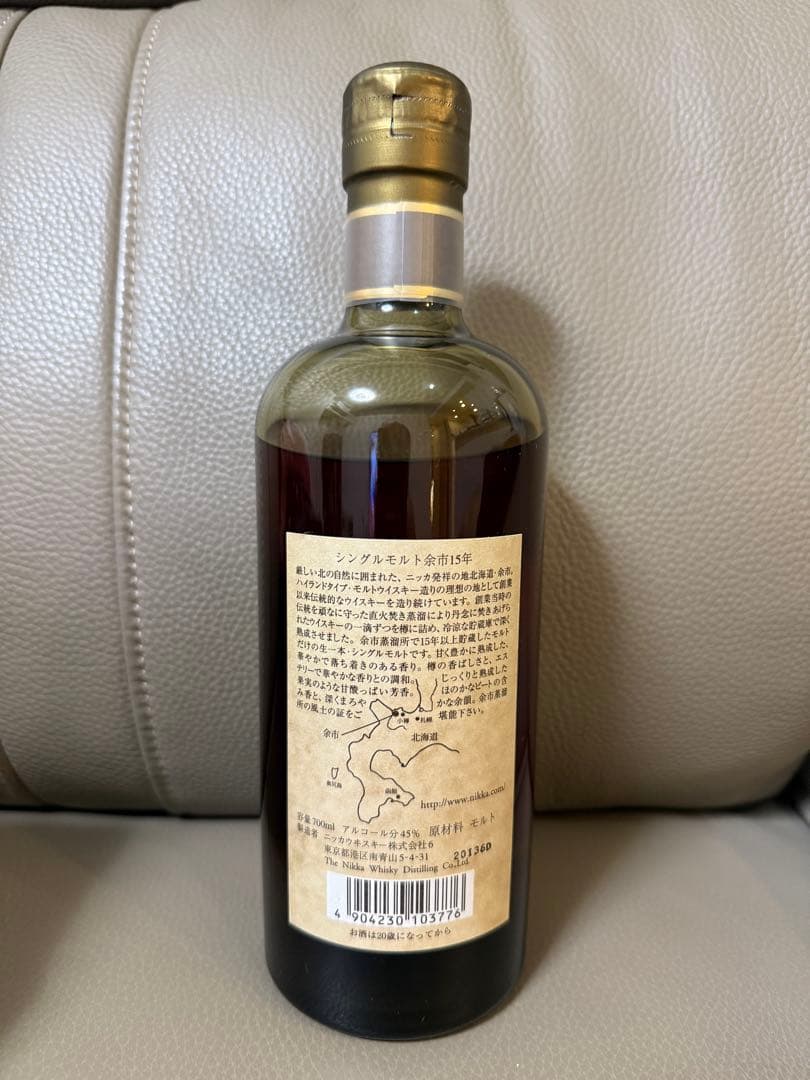 シングルモルト余市15年
厳しい北の自然に囲まれた、ニッカ発祥の地北海道・余市。
ハイランドタイプ・モルトウイスキー造りの理想の地として創業
以来伝統的なウイスキーを造り続けています。創業当時の
伝統を頑なに守った直火焚き蒸溜により丹念に焚きあげら
れたウイスキーの一滴ずつを樽に詰め、冷涼な貯蔵庫で深く
熟成させました。余市蒸溜所で15年以上貯蔵したモルト
だけの生一本・シングルモルトです。甘く豊かに熟成した、
華やかで落ち着きのある香り。樽の香ばしさと、エス
テリーで華やかな香りとの調和。じっくりと熟成した
果実のような甘酸っぱい芳香。ほのかなピートの含
み香と、深くまろやかな余韻。余市蒸溜
所の風土の証をご堪能下さい。
小樽
札幌
余市
北海道
奥尻島
函館
http://www.nikka.com/
容量700ml アルコール分45% 原材料 モルト
製造者 ニッカウヰスキー株式会社6
東京都港区南青山5-4-31
20136D
The Nikka Whisky Distilling Co.,Ltd.
4 904230 103776
お酒は20歳になってから